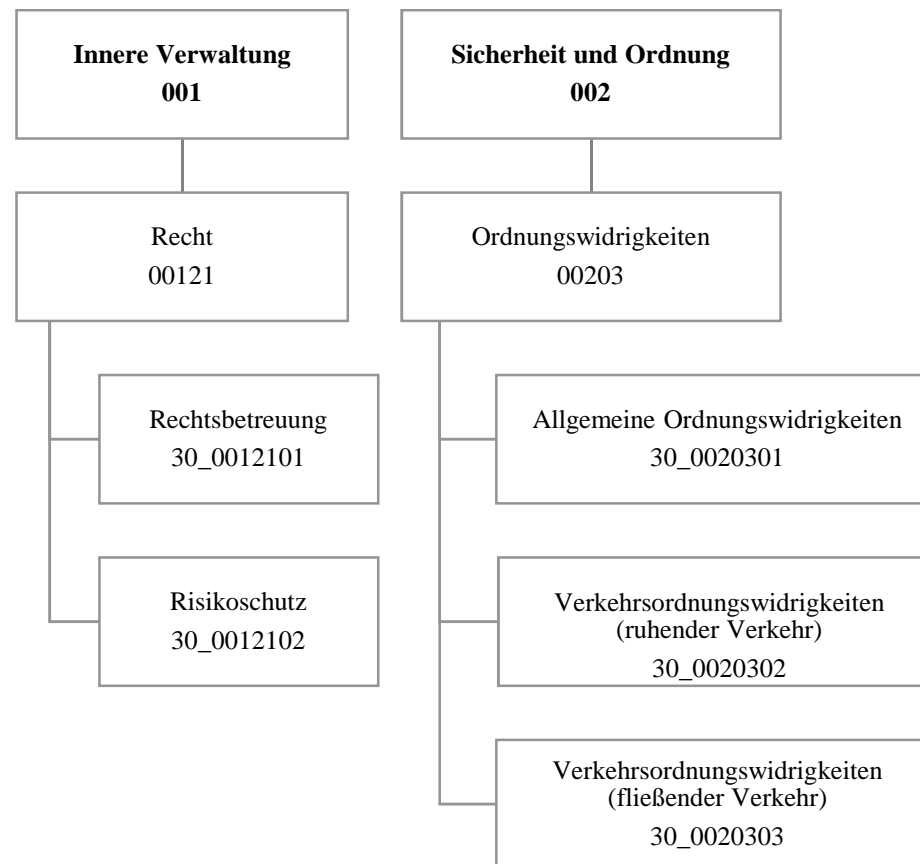 Innere Verwaltung
001
Sicherheit und Ordnung
002
Recht
00121
Ordnungswidrigkeiten
00203
Rechtsbetreuung
30_0012101
Allgemeine Ordnungswidrigkeiten
30_0020301
Risikoschutz
30_0012102
Verkehrsordnungswidrigkeiten
(ruhender Verkehr)
30_0020302
Verkehrsordnungswidrigkeiten
(fließender Verkehr)
30_0020303